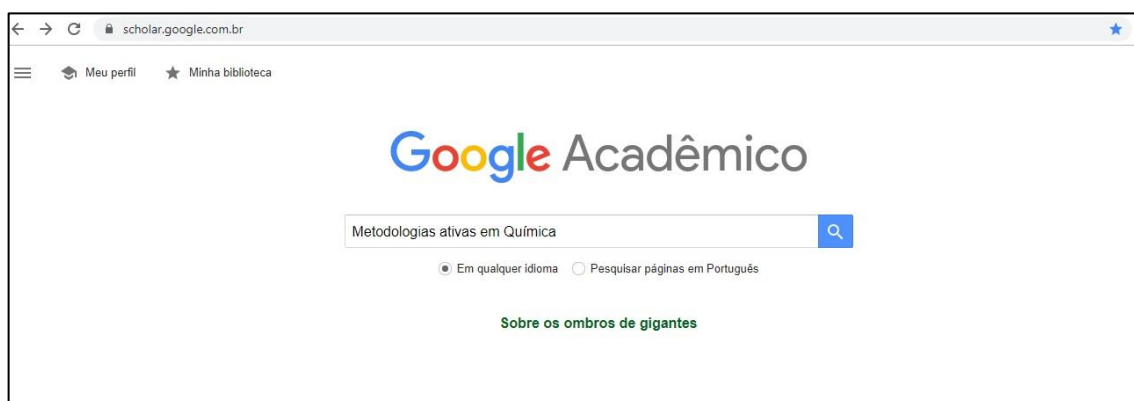 scholar.google.com.br
Meu perfil Minha biblioteca
Google Acadêmico
Metodologias ativas em Química
Em qualquer idioma Pesquisar páginas em Português
Sobre os ombros de gigantes